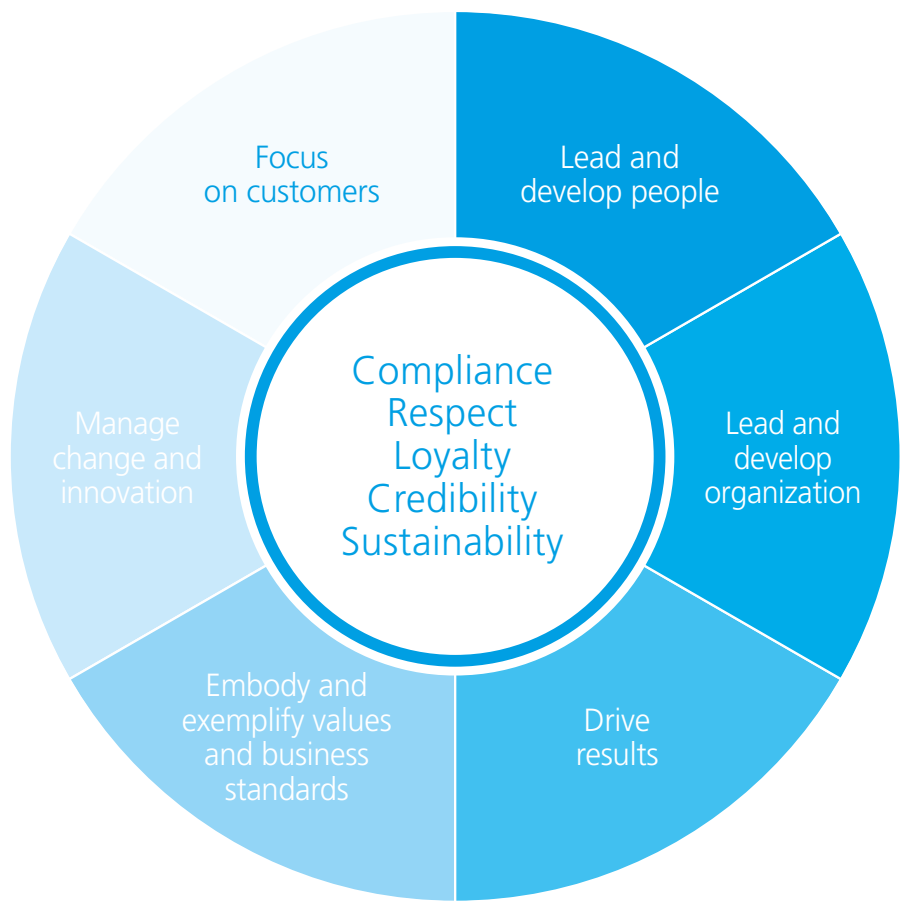 Focus
on customers
Lead and
develop people
Compliance
Respect
Loyalty
Credibility
Sustainability
Manage
change and
innovation
Lead and
develop
organization
Embody and
exemplify values
and business
standards
Drive
results